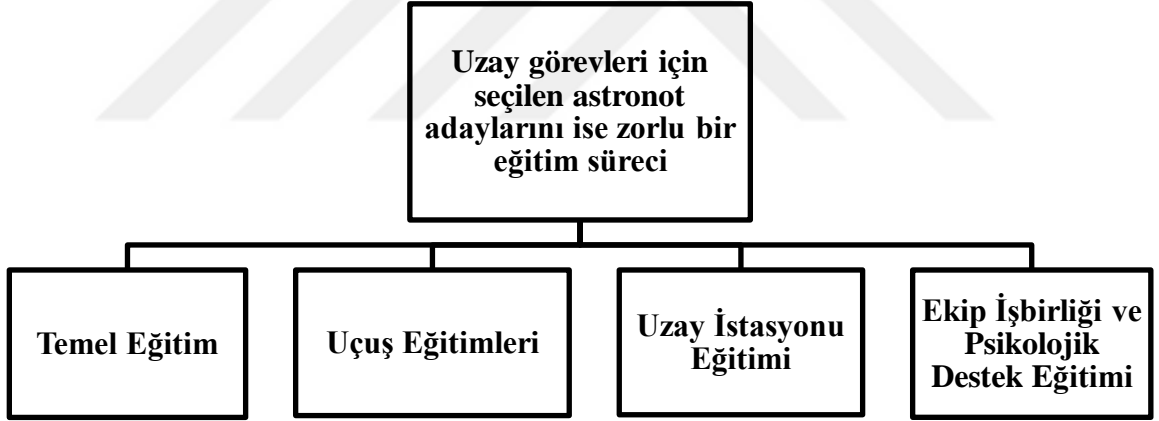 Uzay görevleri için
seçilen astronot
adaylarını ise zorlu bir
eğitim süreci
Temel Eğitim
Uçuş Eğitimleri
Uzay İstasyonu
Eğitimi
Ekip İşbirliği ve
Psikolojik
Destek Eğitimi